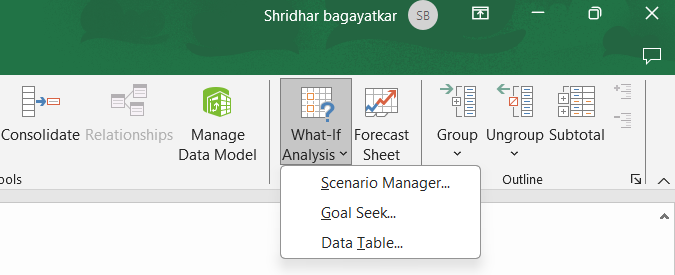 Shridhar bagayatkar SB
Consolidate Relationships Manage
Data Model
What-If
Analysis
Forecast
Sheet
Group Ungroup Subtotal
ools
Outline
Scenario Manager...
Goal Seek...
Data Table...